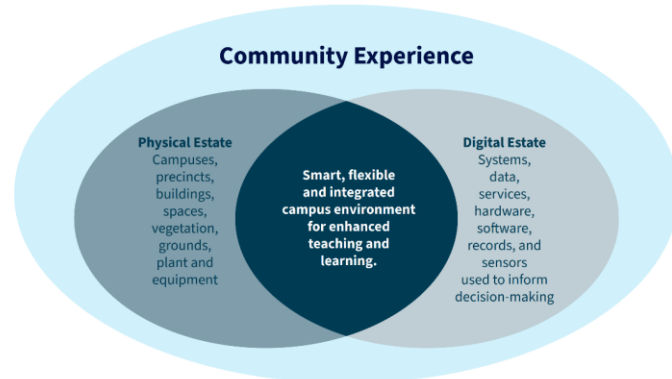 Community Experience
Physical Estate
Campuses,
precincts,
buildings,
spaces,
vegetation,
grounds,
plant and
equipment
Smart, flexible
and integrated
campus environment
for enhanced
teaching and
learning.
Digital Estate
Systems,
data,
services,
hardware,
software,
records, and
sensors
used to inform
decision-making